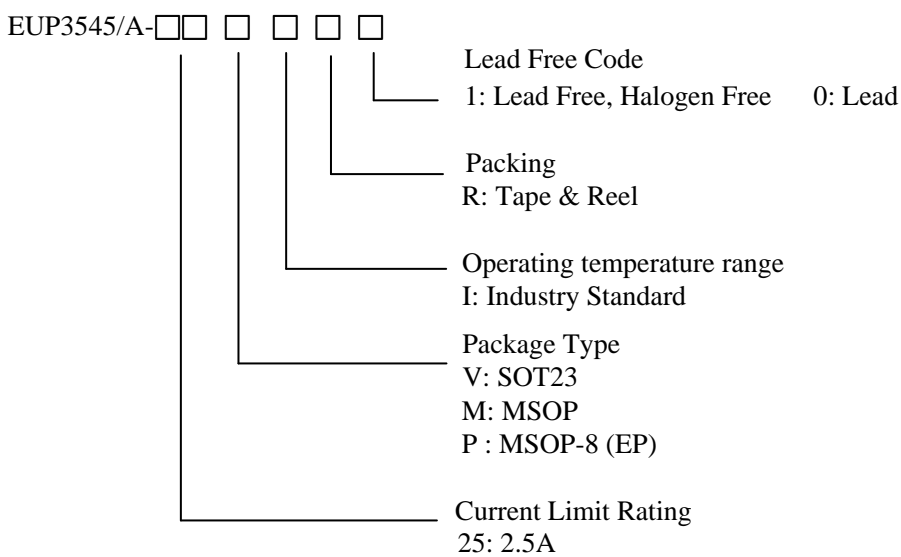 EUP3545/A-□□ □ □ □ □
Lead Free Code
1: Lead Free, Halogen Free 0: Lead
Packing
R: Tape & Reel
Operating temperature range
I: Industry Standard
Package Type
V: SOT23
M: MSOP
P : MSOP-8 (EP)
Current Limit Rating
25: 2.5A